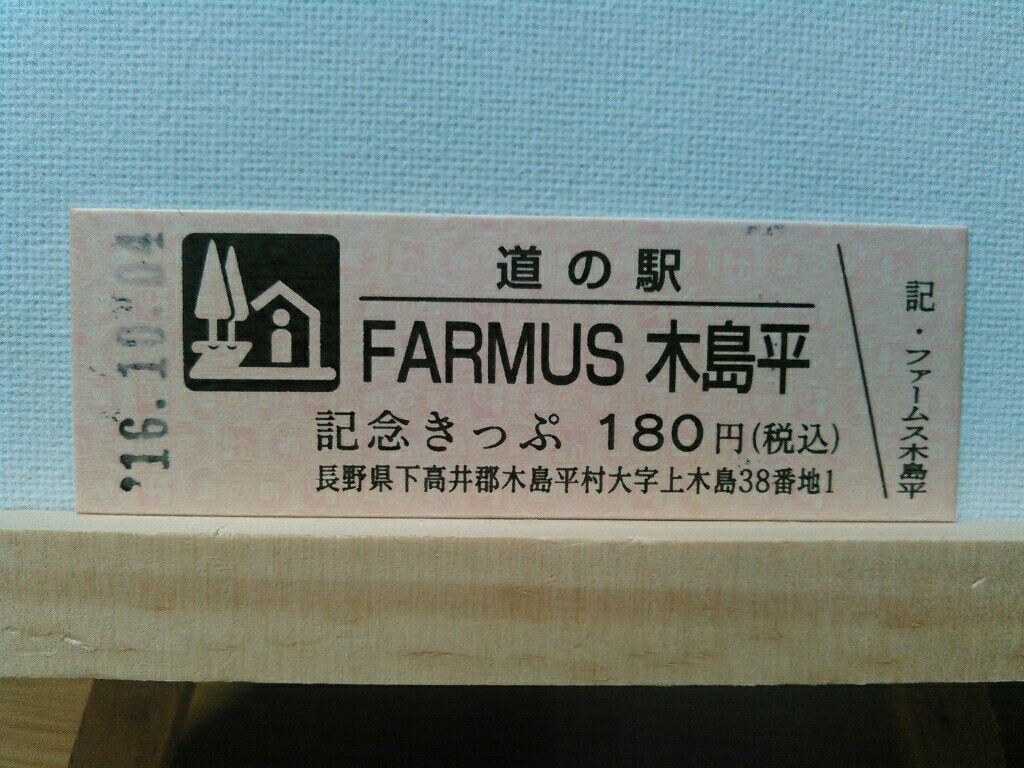 '16.10.04
道の駅
FARMUS 木島平
記念きっぷ 180円(税込)
長野県下高井郡木島平村大字上木島38番地1
記・ファームス木島平